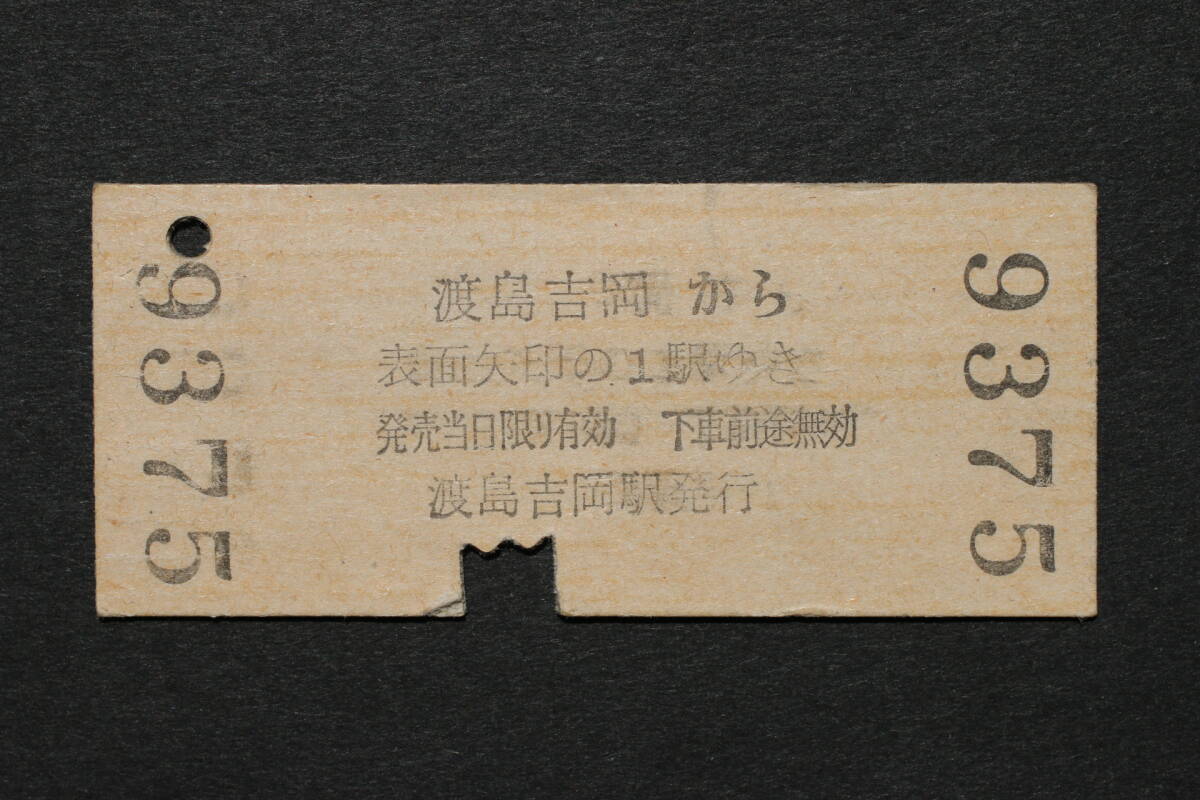 9375
渡島吉岡 から
表面矢印の1駅ゆき
発売当日限り有効 下車前途無効
渡島吉岡駅発行
9375